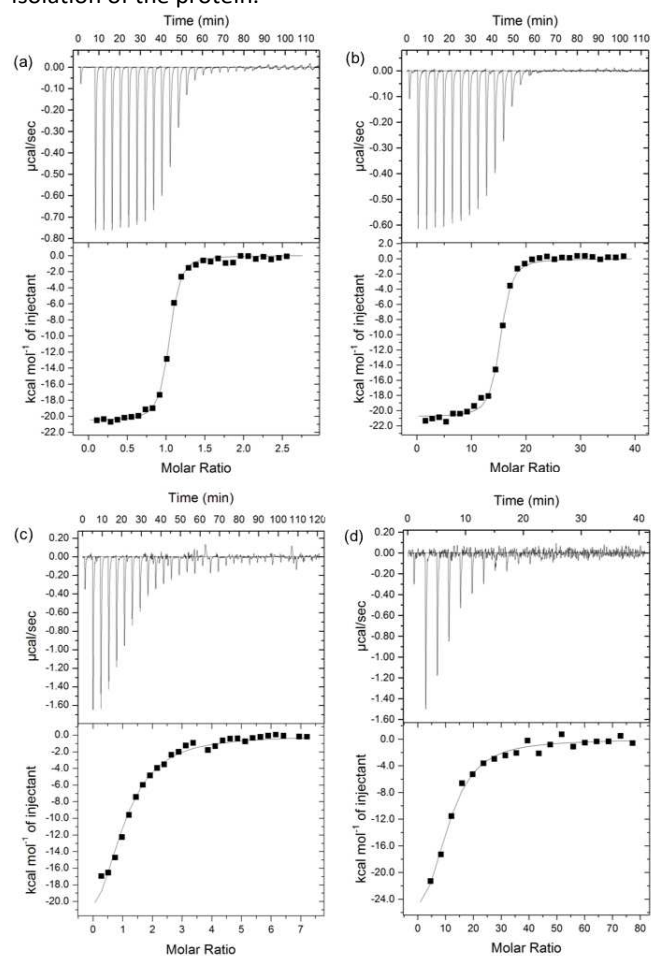 isolation of the protein.
Time (min)
0 10 20 30 40 50 60 70 80 90 100 110
(a)
0.00
-0.10
-0.20
-0.30
-0.40
-0.50
-0.60
-0.70
-0.80
µcal/sec
0.0
-2.0
-4.0
-6.0
-8.0
-10.0
-12.0
-14.0
-16.0
-18.0
-20.0
-22.0
kcal mol⁻¹ of injectant
0.0 0.5 1.0 1.5 2.0 2.5
Molar Ratio
Time (min)
0 10 20 30 40 50 60 70 80 90 100 110
(b)
0.00
-0.10
-0.20
-0.30
-0.40
-0.50
-0.60
µcal/sec
2.0
0.0
-2.0
-4.0
-6.0
-8.0
-10.0
-12.0
-14.0
-16.0
-18.0
-20.0
-22.0
kcal mol⁻¹ of injectant
0 10 20 30 40
Molar Ratio
Time (min)
0 10 20 30 40 50 60 70 80 90 100 110 120
(c)
0.20
0.00
-0.20
-0.40
-0.60
-0.80
-1.00
-1.20
-1.40
-1.60
µcal/sec
0.0
-2.0
-4.0
-6.0
-8.0
-10.0
-12.0
-14.0
-16.0
-18.0
-20.0
kcal mol⁻¹ of injectant
0 1 2 3 4 5 6 7
Molar Ratio
Time (min)
0 10 20 30 40
(d)
0.20
0.00
-0.20
-0.40
-0.60
-0.80
-1.00
-1.20
-1.40
-1.60
µcal/sec
0.0
-4.0
-8.0
-12.0
-16.0
-20.0
-24.0
kcal mol⁻¹ of injectant
0 10 20 30 40 50 60 70 80
Molar Ratio